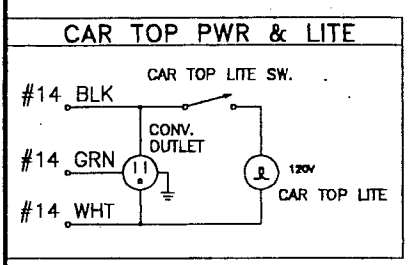 CAR TOP PWR & LITE
CAR TOP LITE SW.
#14 BLK
CONV.
OUTLET
#14 GRN
120V
CAR TOP LITE
#14 WHT